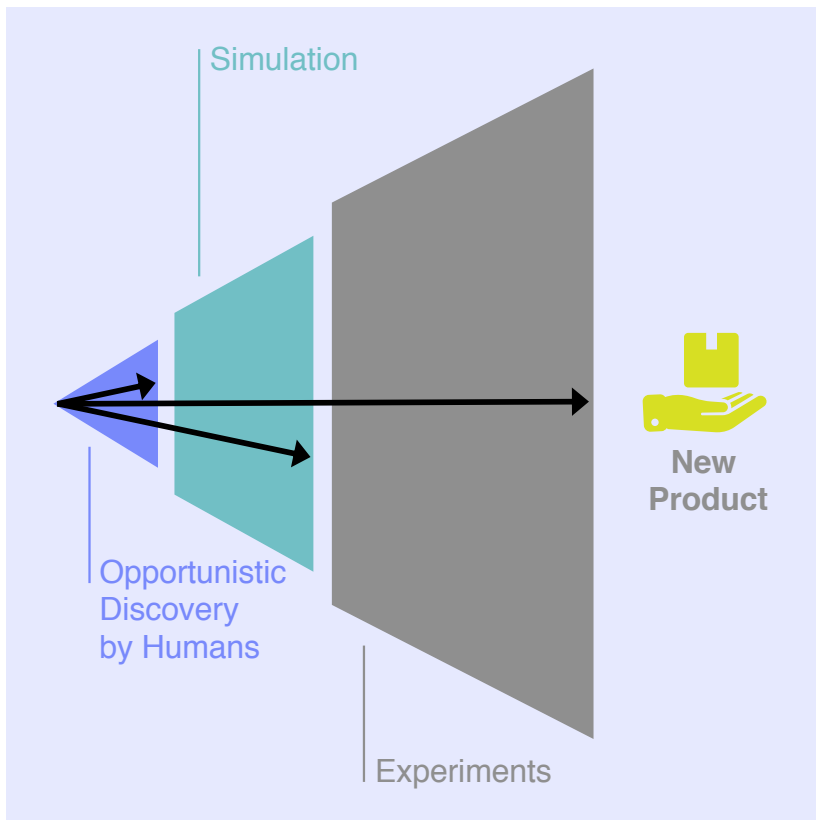 Simulation
New
Product
Opportunistic
Discovery
by Humans
Experiments